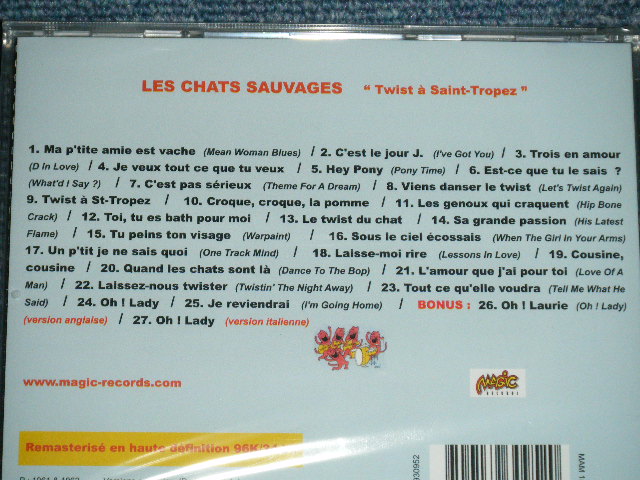 LES CHATS SAUVAGES “ Twist à Saint-Tropez ”
1. Ma p'tite amie est vache (Mean Woman Blues) / 2. C'est le jour J. (I've Got You) / 3. Trois en amour
(D In Love) / 4. Je veux tout ce que tu veux / 5. Hey Pony (Pony Time) / 6. Est-ce que tu le sais ?
(What'd I Say ?) / 7. C'est pas sérieux (Theme For A Dream) / 8. Viens danser le twist (Let's Twist Again)
9. Twist à St-Tropez / 10. Croque, croque, la pomme / 11. Les genoux qui craquent (Hip Bone
Crack) / 12. Toi, tu es bath pour moi / 13. Le twist du chat / 14. Sa grande passion (His Latest
Flame) / 15. Tu peins ton visage (Warpaint) / 16. Sous le ciel écossais (When The Girl In Your Arms)
17. Un p'tit je ne sais quoi (One Track Mind) / 18. Laisse-moi rire (Lessons In Love) / 19. Cousine,
cousine / 20. Quand les chats sont là (Dance To The Bop) / 21. L'amour que j'ai pour toi (Love Of A
Man) / 22. Laissez-nous twister (Twistin' The Night Away) / 23. Tout ce qu'elle voudra (Tell Me What He
Said) / 24. Oh ! Lady / 25. Je reviendrai (I'm Going Home) / BONUS : 26. Oh ! Laurie (Oh ! Lady)
(version anglaise) / 27. Oh ! Lady (version italienne)
www.magic-records.com
MAGIC
RECORDS
Remasterisé en haute définition 96K/
930952
MAM